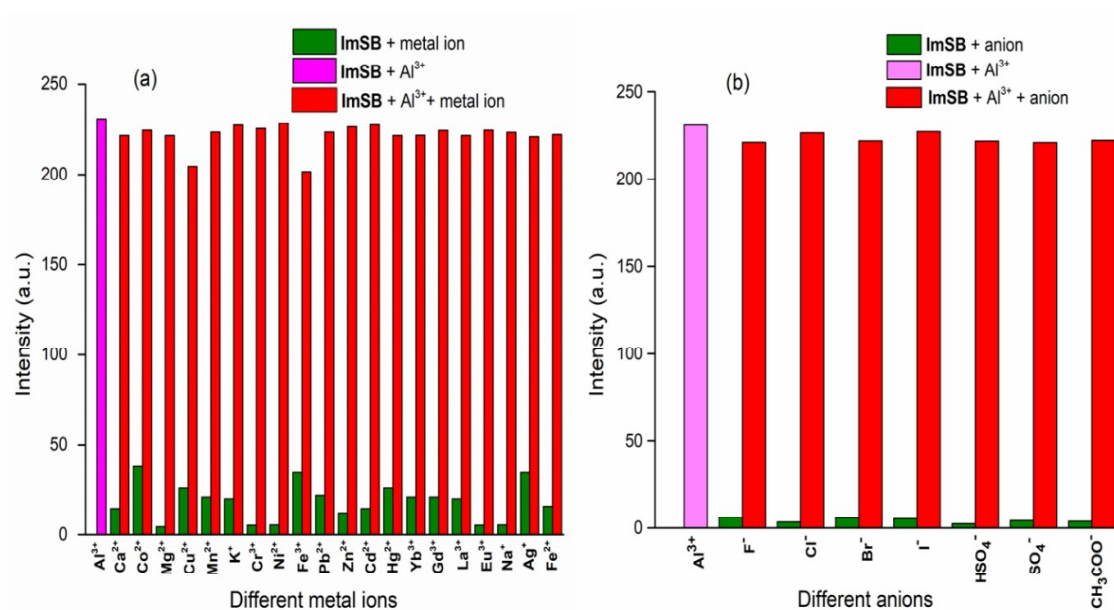 ImSB + metal ion
ImSB + Al³⁺
ImSB + Al³⁺ + metal ion
(a)
250
200
150
100
50
0
Intensity (a.u.)
Al³⁺
Ca²⁺
Co²⁺
Mg²⁺
Cu²⁺
Mn²⁺
K⁺
Cr³⁺
Ni²⁺
Fe³⁺
Pb²⁺
Zn²⁺
Cd²⁺
Hg²⁺
Yb³⁺
Gd³⁺
La³⁺
Eu³⁺
Na⁺
Ag⁺
Fe²⁺
Different metal ions
ImSB + anion
ImSB + Al³⁺
ImSB + Al³⁺ + anion
(b)
250
200
150
100
50
0
Intensity (a.u.)
Al³⁺
F⁻
Cl⁻
Br⁻
I⁻
HSO₄⁻
SO₄⁻
CH₃COO⁻
Different anions